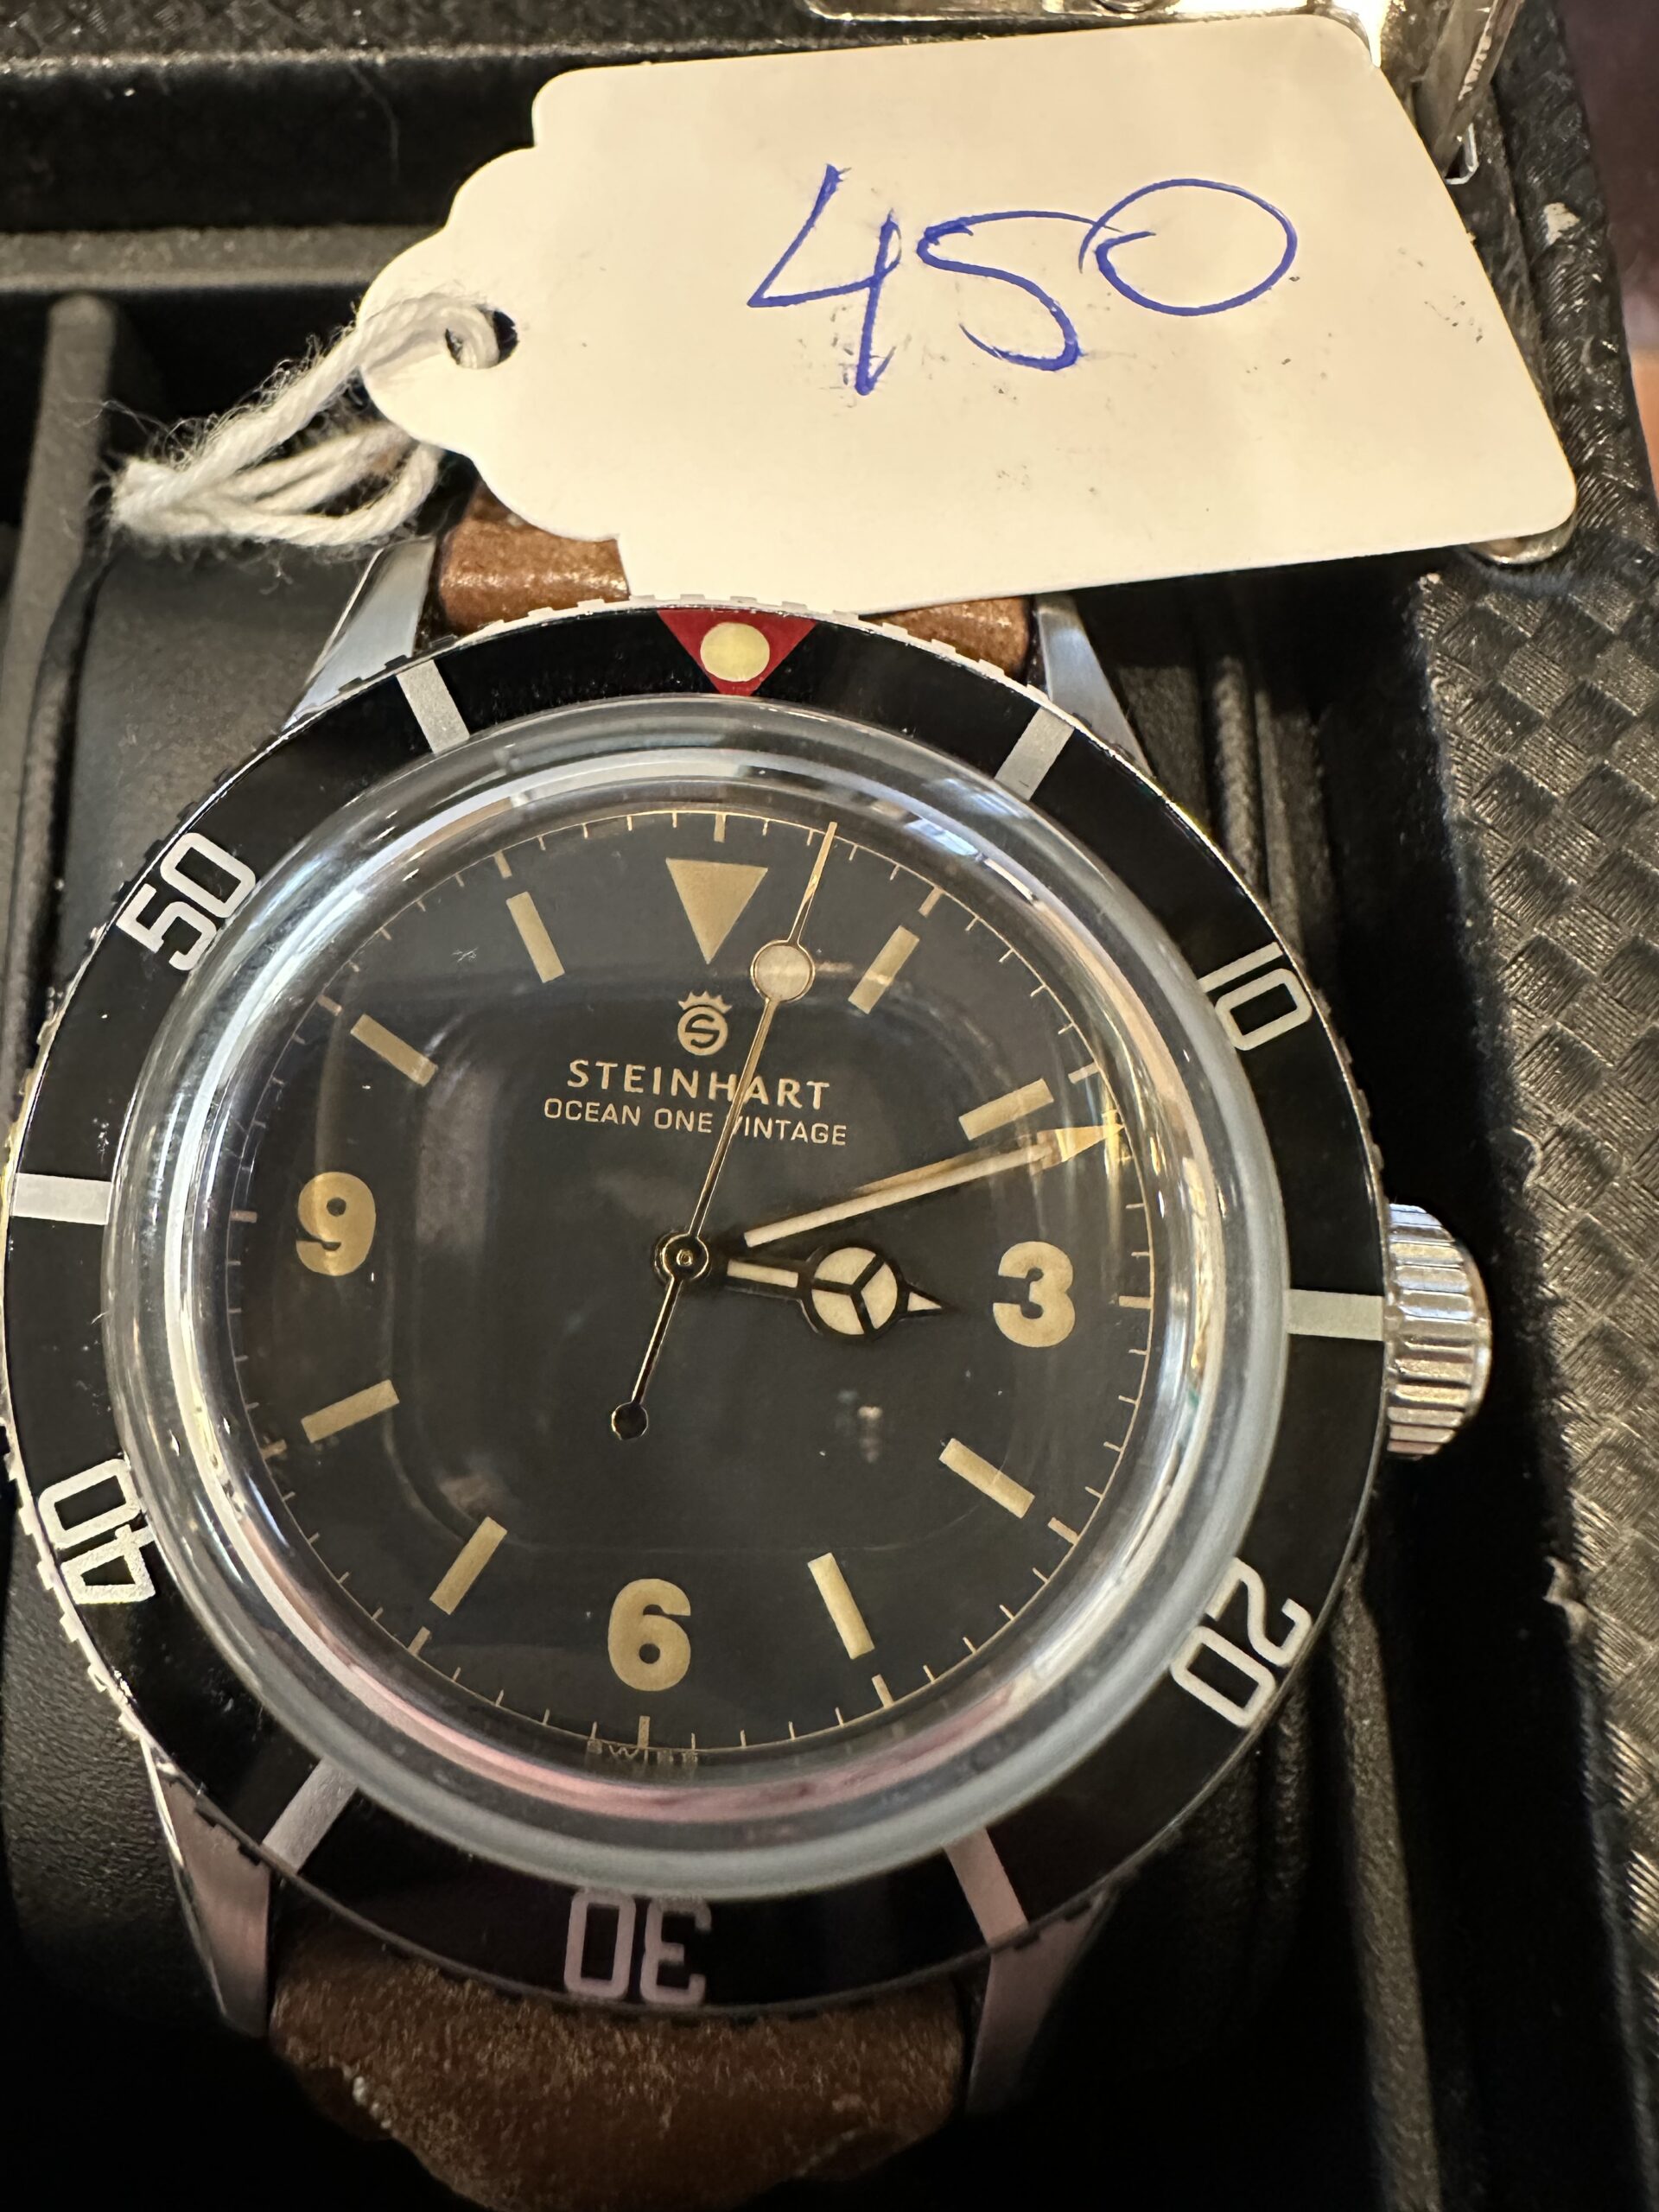 450
50
10
S
STEINHART
OCEAN ONE VINTAGE
9
3
40
20
6
SWISS
30